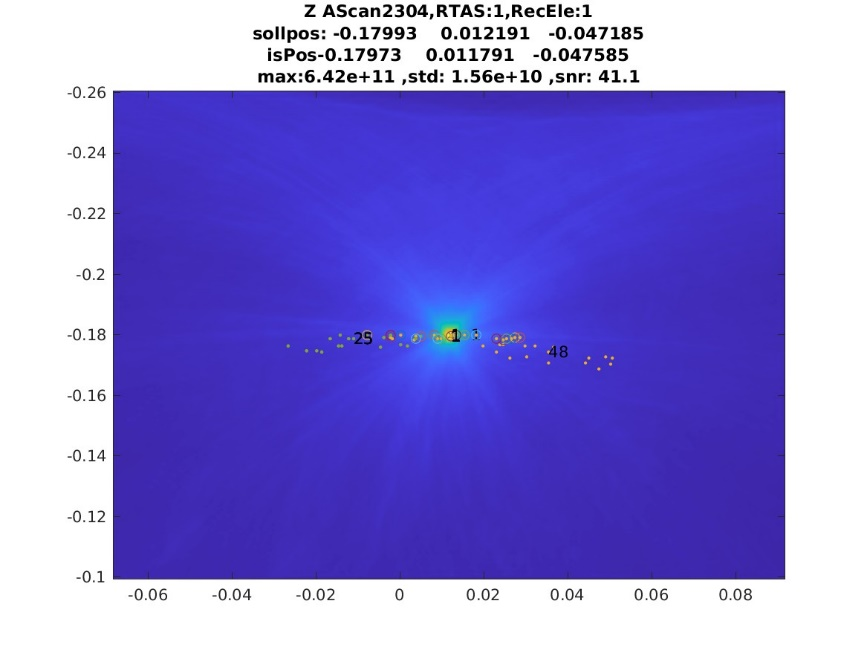 Z AScan2304,RTAS:1,RecEle:1
sollpos: -0.17993 0.012191 -0.047185
isPos-0.17973 0.011791 -0.047585
max:6.42e+11 ,std: 1.56e+10 ,snr: 41.1
-0.26
-0.24
-0.22
-0.2
-0.18
25
1
48
-0.16
-0.14
-0.12
-0.1
-0.06 -0.04 -0.02 0 0.02 0.04 0.06 0.08